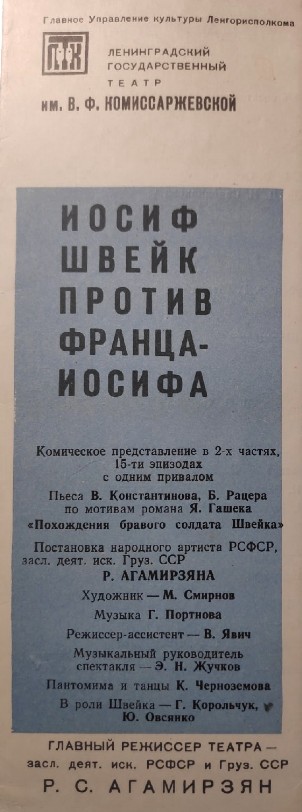 Главное Управление культуры Ленгорисполкома
ЛЕНИНГРАДСКИЙ
ГОСУДАРСТВЕННЫЙ
ТЕАТР
им. В. Ф. КОМИССАРЖЕВСКОЙ
ИОСИФ
ШВЕЙК
ПРОТИВ
ФРАНЦА-
ИОСИФА
Комическое представление в 2-х частях,
15-ти эпизодах
с одним привалом
Пьеса В. Константинова, Б. Рацера
по мотивам романа Я. Гашека
«Похождения бравого солдата Швейка»
Постановка народного артиста РСФСР,
засл. деят. иск. Груз. ССР
Р. АГАМИРЗЯНА
Художник — М. Смирнов
Музыка Г. Портнова
Режиссер-ассистент — В. Явич
Музыкальный руководитель
спектакля — Э. Н. Жучков
Пантомима и танцы К. Черноземова
В роли Швейка — Г. Корольчук,
Ю. Овсянко
ГЛАВНЫЙ РЕЖИССЕР ТЕАТРА —
засл. деят. иск. РСФСР и Груз. ССР
Р. С. АГАМИРЗЯН